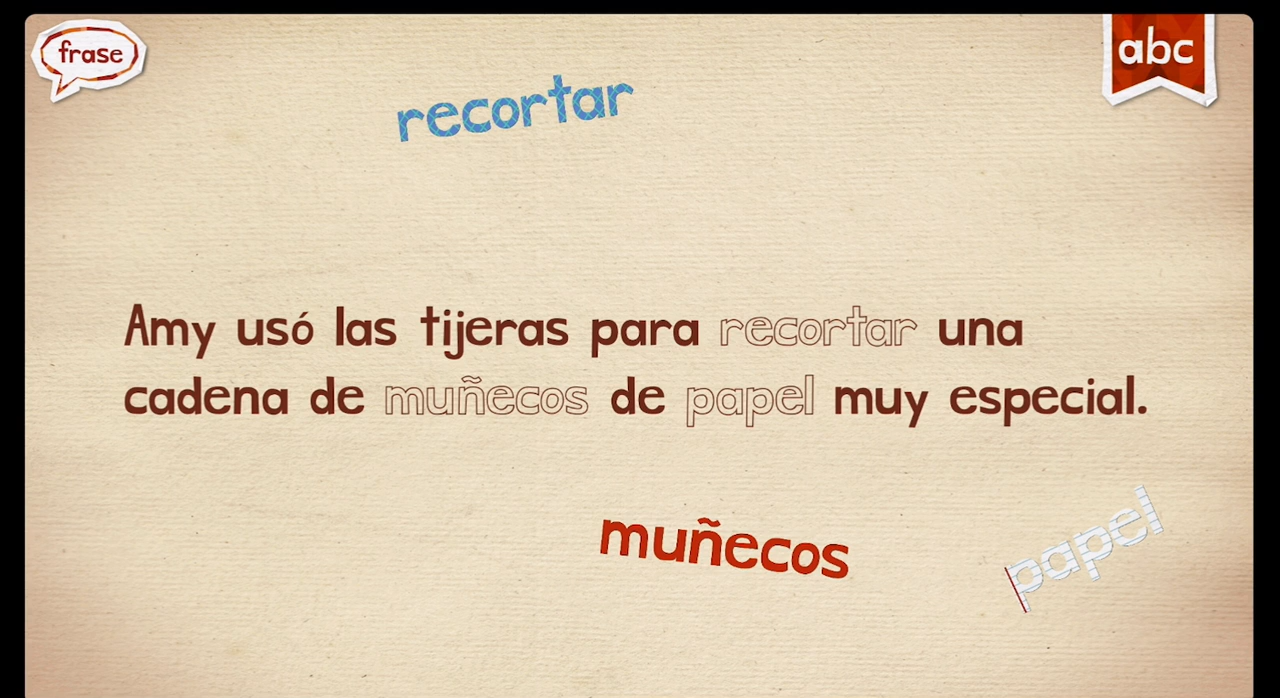 frase
abc
recortar
Amy usó las tijeras para recortar una
cadena de muñecos de papel muy especial.
muñecos
papel